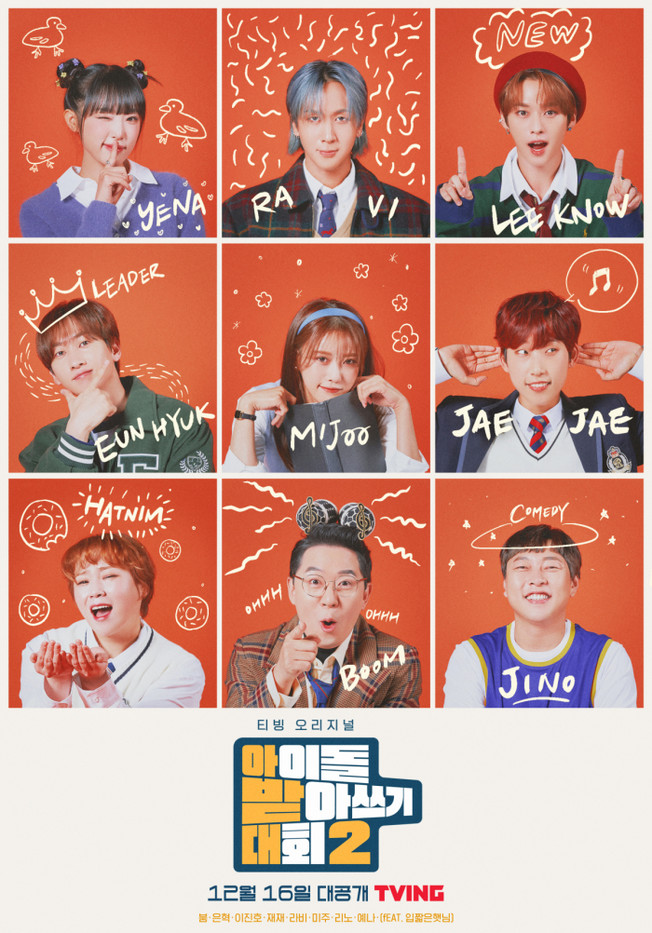 NEW
YENA
RA VI
LEE KNOW
LEADER
EUN HYUK
MIJOO
JAE JAE
HATNIM
OHHH
OHHH
BOOM
COMEDY
JINO
티빙 오리지널
아이돌
받아쓰기
대회 2
12월 16일 대공개 TVING
붐·은혁·이진호·재재·라비·미주·리노·예나·(fEAT. 입짧은햇님)